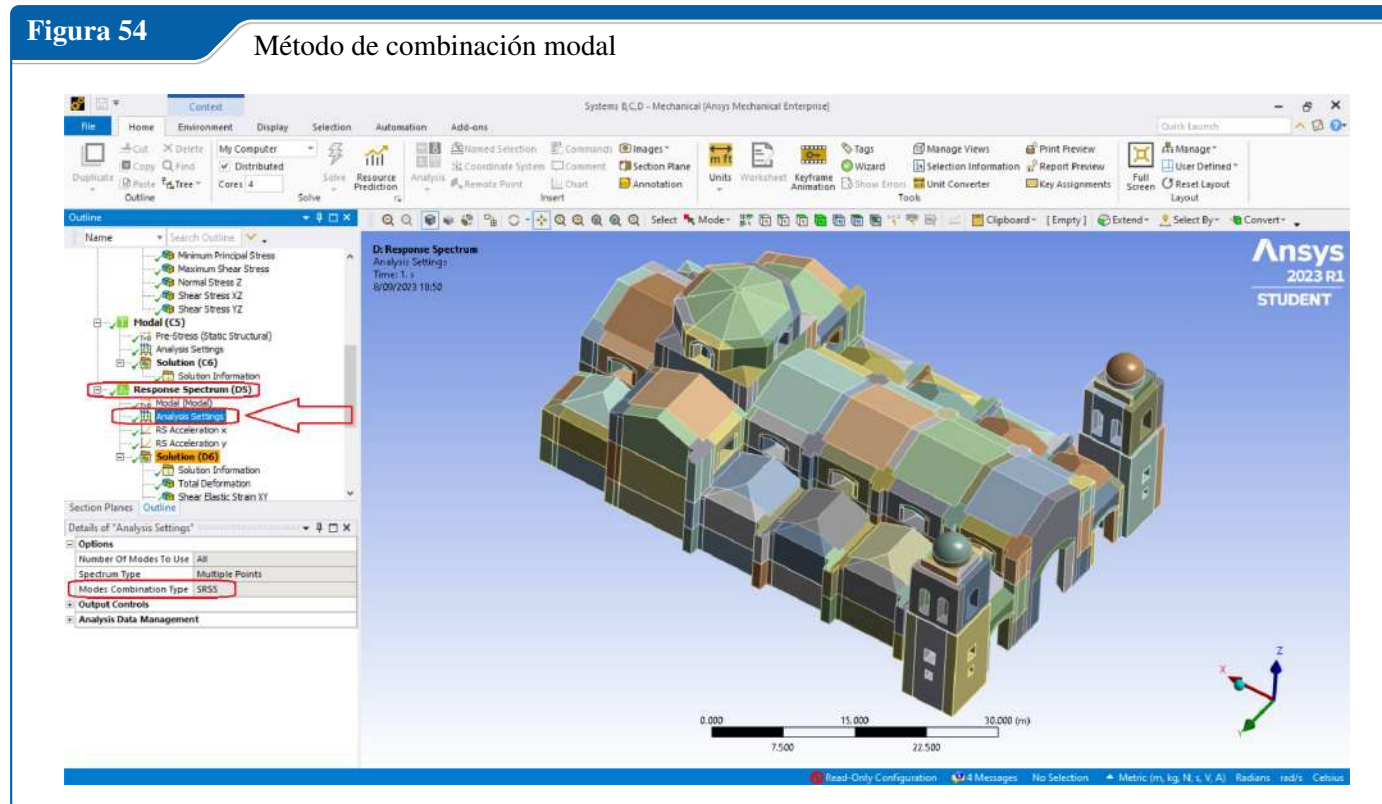 Figura 54
Método de combinación modal
Context
Systems B,C,D - Mechanical [Ansys Mechanical Enterprise]
File Home Environment Display Selection Automation Add-ons
Quick Launch
Duplicate
Cut
Copy
Paste
Delete
Find
Tree
Outline
My Computer
Distributed
Cores 4
Solve
Resource Prediction
Solve
Analysis
Named Selection
Coordinate System
Remote Point
Commands
Comment
Chart
Images
Section Plane
Annotation
Insert
Units
Worksheet
Keyframe Animation
Tags
Wizard
Show Errors
Manage Views
Selection Information
Unit Converter
Print Preview
Report Preview
Key Assignments
Tools
Full Screen
Manage
User Defined
Reset Layout
Layout
Outline
Select Mode Clipboard [Empty] Extend Select By Convert
Name Search Outline
Minimum Principal Stress
Maximum Shear Stress
Normal Stress Z
Shear Stress XZ
Shear Stress YZ
Modal (C5)
Pre-Stress (Static Structural)
Analysis Settings
Solution (C6)
Solution Information
Response Spectrum (D5)
Modal (Modal)
Analysis Settings
RS Acceleration x
RS Acceleration y
Solution (D6)
Solution Information
Total Deformation
Shear Elastic Strain XY
Section Planes Outline
Details of "Analysis Settings"
Options
Number Of Modes To Use All
Spectrum Type Multiple Points
Modes Combination Type SRSS
Output Controls
Analysis Data Management
D: Response Spectrum
Analysis Settings
Time: 1. s
8/09/2023 18:50
Ansys
2023 R1
STUDENT
Z
X
Y
0.000 15.000 30.000 (m)
7.500 22.500
Read-Only Configuration 4 Messages No Selection Metric (m, kg, N, s, V, A) Radians rad/s Celsius